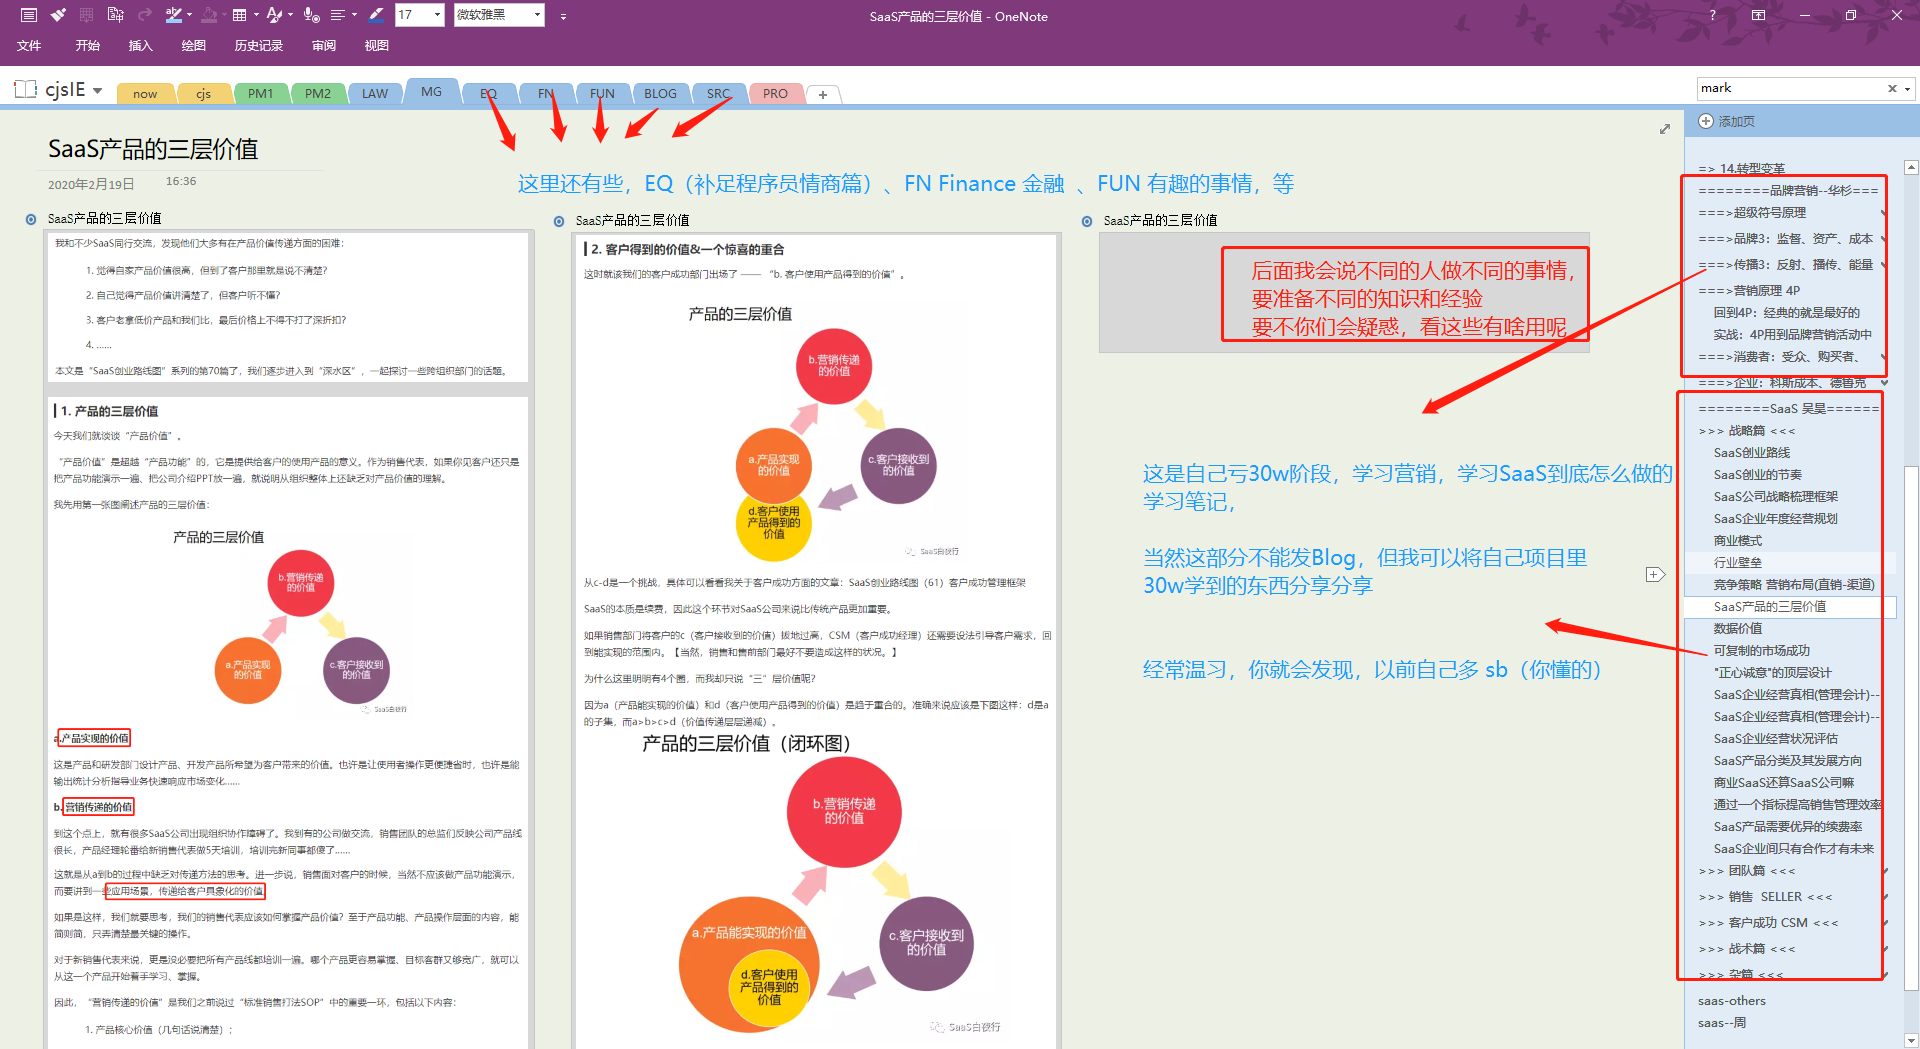 17
微软雅黑
SaaS产品的三层价值 - OneNote
文件 开始 插入 绘图 历史记录 审阅 视图
cjsIE
now cjs PM1 PM2 LAW MG EQ FN FUN BLOG SRC PRO
mark
SaaS产品的三层价值
2020年2月19日 16:36
这里还有些，EQ（补足程序员情商篇）、FN Finance 金融 、FUN 有趣的事情，等
SaaS产品的三层价值
我和不少SaaS同行交流，发现他们大多有在产品价值传递方面的困难：
1. 觉得自家产品价值很高，但到了客户那里就是说不清楚？
2. 自己觉得产品价值讲清楚了，但客户听不懂？
3. 客户老拿低价产品和我们比，最后价格上不得不打了深折扣？
4. ......
本文是“SaaS创业路线图”系列的第70篇了，我们逐步进入到“深水区”，一起探讨一些跨组织部门的话题。
1. 产品的三层价值
今天我们就谈谈“产品价值”。
“产品价值”是超越“产品功能”的，它是提供给客户的使用产品的意义。作为销售代表，如果你见客户还只是
把产品功能演示一遍、把公司介绍PPT放一遍，就说明从组织整体上还缺乏对产品价值的理解。
我先用第一张图阐述产品的三层价值：
产品的三层价值
b.营销传递
的价值
a.产品实现
的价值
c.客户接收到
的价值
SaaS白夜行
a.产品实现的价值
这是产品和研发部门设计产品、开发产品所希望为客户带来的价值。也许是让使用者操作更便捷省时，也许是能
输出统计分析指导业务快速响应市场变化......
b.营销传递的价值
到这个点上，就有很多SaaS公司出现组织协作障碍了。我到有的公司做交流，销售团队的总监们反映公司产品线
很长，产品经理轮番给新销售代表做5天培训，培训完新同事都傻了......
这就是从a到b的过程中缺乏对传递方法的思考。进一步说，销售面对客户的时候，当然不应该做产品功能演示，
而要讲到一些应用场景，传递给客户具象化的价值
如果是这样，我们就要思考，我们的销售代表应该如何掌握产品价值？至于产品功能、产品操作层面的内容，能
简则简，只弄清楚最关键的操作。
对于新销售代表来说，更是没必要把所有产品线都培训一遍。哪个产品更容易掌握、目标客群又够宽广，就可以
从这一个产品开始着手学习、掌握。
因此，“营销传递的价值”是我们之前说过“标准销售打法SOP”中的重要一环，包括以下内容：
1. 产品核心价值（几句话说清楚）；
SaaS产品的三层价值
2. 客户得到的价值&一个惊喜的重合
这时就该我们的客户成功部门出场了 —— “b. 客户使用产品得到的价值”。
产品的三层价值
b.营销传递
的价值
a.产品实现
的价值
c.客户接收到
的价值
d.客户使用
产品得到的
价值
SaaS白夜行
从c-d是一个挑战，具体可以看看我关于客户成功方面的文章：SaaS创业路线图（61）客户成功管理框架
SaaS的本质是续费，因此这个环节对SaaS公司来说比传统产品更加重要。
如果销售部门将客户的c（客户接收到的价值）拔地过高，CSM（客户成功经理）还需要设法引导客户需求，回
到能实现的范围内。【当然，销售和售前部门最好不要造成这样的状况。】
为什么这里明明有4个圈，而我却只说“三”层价值呢？
因为a（产品能实现的价值）和d（客户使用产品得到的价值）是趋于重合的。准确来说应该是下图这样：d是a
的子集，而a>b>c>d（价值传递层层递减）。
产品的三层价值（闭环图）
b.营销传递
的价值
a.产品能实现的价值
c.客户接收到
的价值
d.客户使用
产品得到的
价值
SaaS白夜行
SaaS产品的三层价值
后面我会说不同的人做不同的事情，
要准备不同的知识和经验
要不你们会疑惑，看这些有啥用呢
这是自己亏30w阶段，学习营销，学习SaaS到底怎么做的
学习笔记，
当然这部分不能发Blog，但我可以将自己项目里
30w学到的东西分享分享
经常温习，你就会发现，以前自己多 sb（你懂的）
添加页
=> 14.转型变革
========品牌营销--华杉===
===>超级符号原理
===>品牌3：监督、资产、成本
===>传播3：反射、播传、能量
===>营销原理 4P
回到4P：经典的就是最好的
实战：4P用到品牌营销活动中
===>消费者：受众、购买者、
===>企业：科斯成本、德鲁克
========SaaS 吴昊======
>>> 战略篇 <<<
SaaS创业路线
SaaS创业的节奏
SaaS公司战略梳理框架
SaaS企业年度经营规划
商业模式
行业壁垒
竞争策略 营销布局(直销-渠道)
SaaS产品的三层价值
数据价值
可复制的市场成功
"正心诚意"的顶层设计
SaaS企业经营真相(管理会计)--
SaaS企业经营真相(管理会计)--
SaaS企业经营状况评估
SaaS产品分类及其发展方向
商业SaaS还算SaaS公司嘛
通过一个指标提高销售管理效率
SaaS产品需要优异的续费率
SaaS企业间只有合作才有未来
>>> 团队篇 <<<
>>> 销售 SELLER <<<
>>> 客户成功 CSM <<<
>>> 战术篇 <<<
>>> 杂篇 <<<
saas-others
saas--周